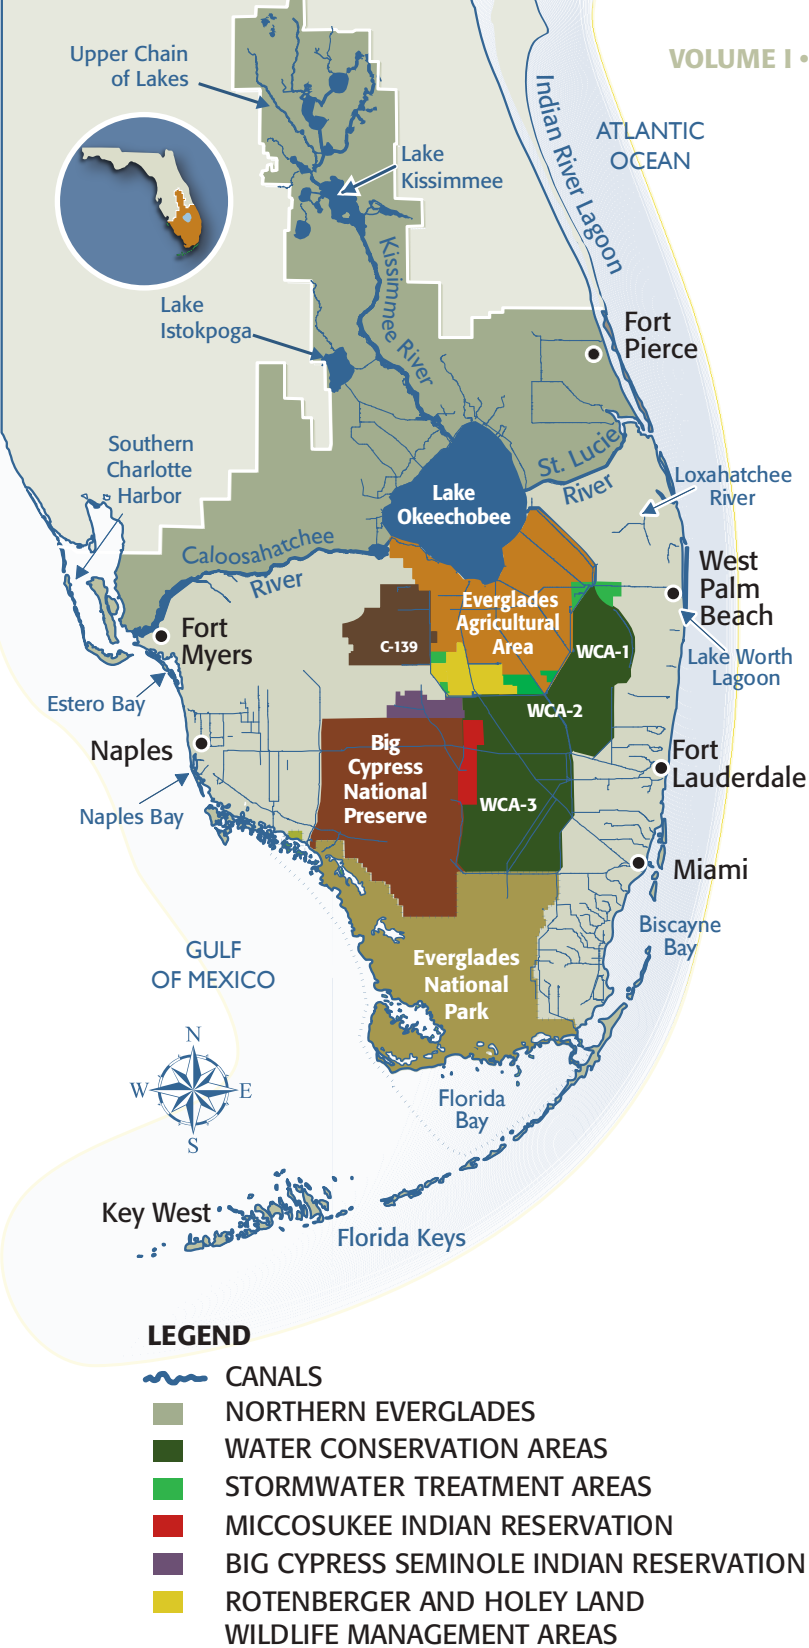 VOLUME I •
Upper Chain
of Lakes
Indian River Lagoon
ATLANTIC
OCEAN
Lake
Kissimmee
Kissimmee River
Lake
Istokpoga
Fort
Pierce
Southern
Charlotte
Harbor
St. Lucie
River
Loxahatchee
River
Lake
Okeechobee
Caloosahatchee
River
West
Palm
Beach
Everglades
Agricultural
Area
Fort
Myers
C-139
WCA-1
Lake Worth
Lagoon
Estero Bay
WCA-2
Naples
Big
Cypress
National
Preserve
Fort
Lauderdale
WCA-3
Naples Bay
Miami
Biscayne
Bay
GULF
OF MEXICO
Everglades
National
Park
N
W
E
S
Florida
Bay
Key West
Florida Keys
LEGEND
CANALS
NORTHERN EVERGLADES
WATER CONSERVATION AREAS
STORMWATER TREATMENT AREAS
MICCOSUKEE INDIAN RESERVATION
BIG CYPRESS SEMINOLE INDIAN RESERVATION
ROTENBERGER AND HOLEY LAND
WILDLIFE MANAGEMENT AREAS